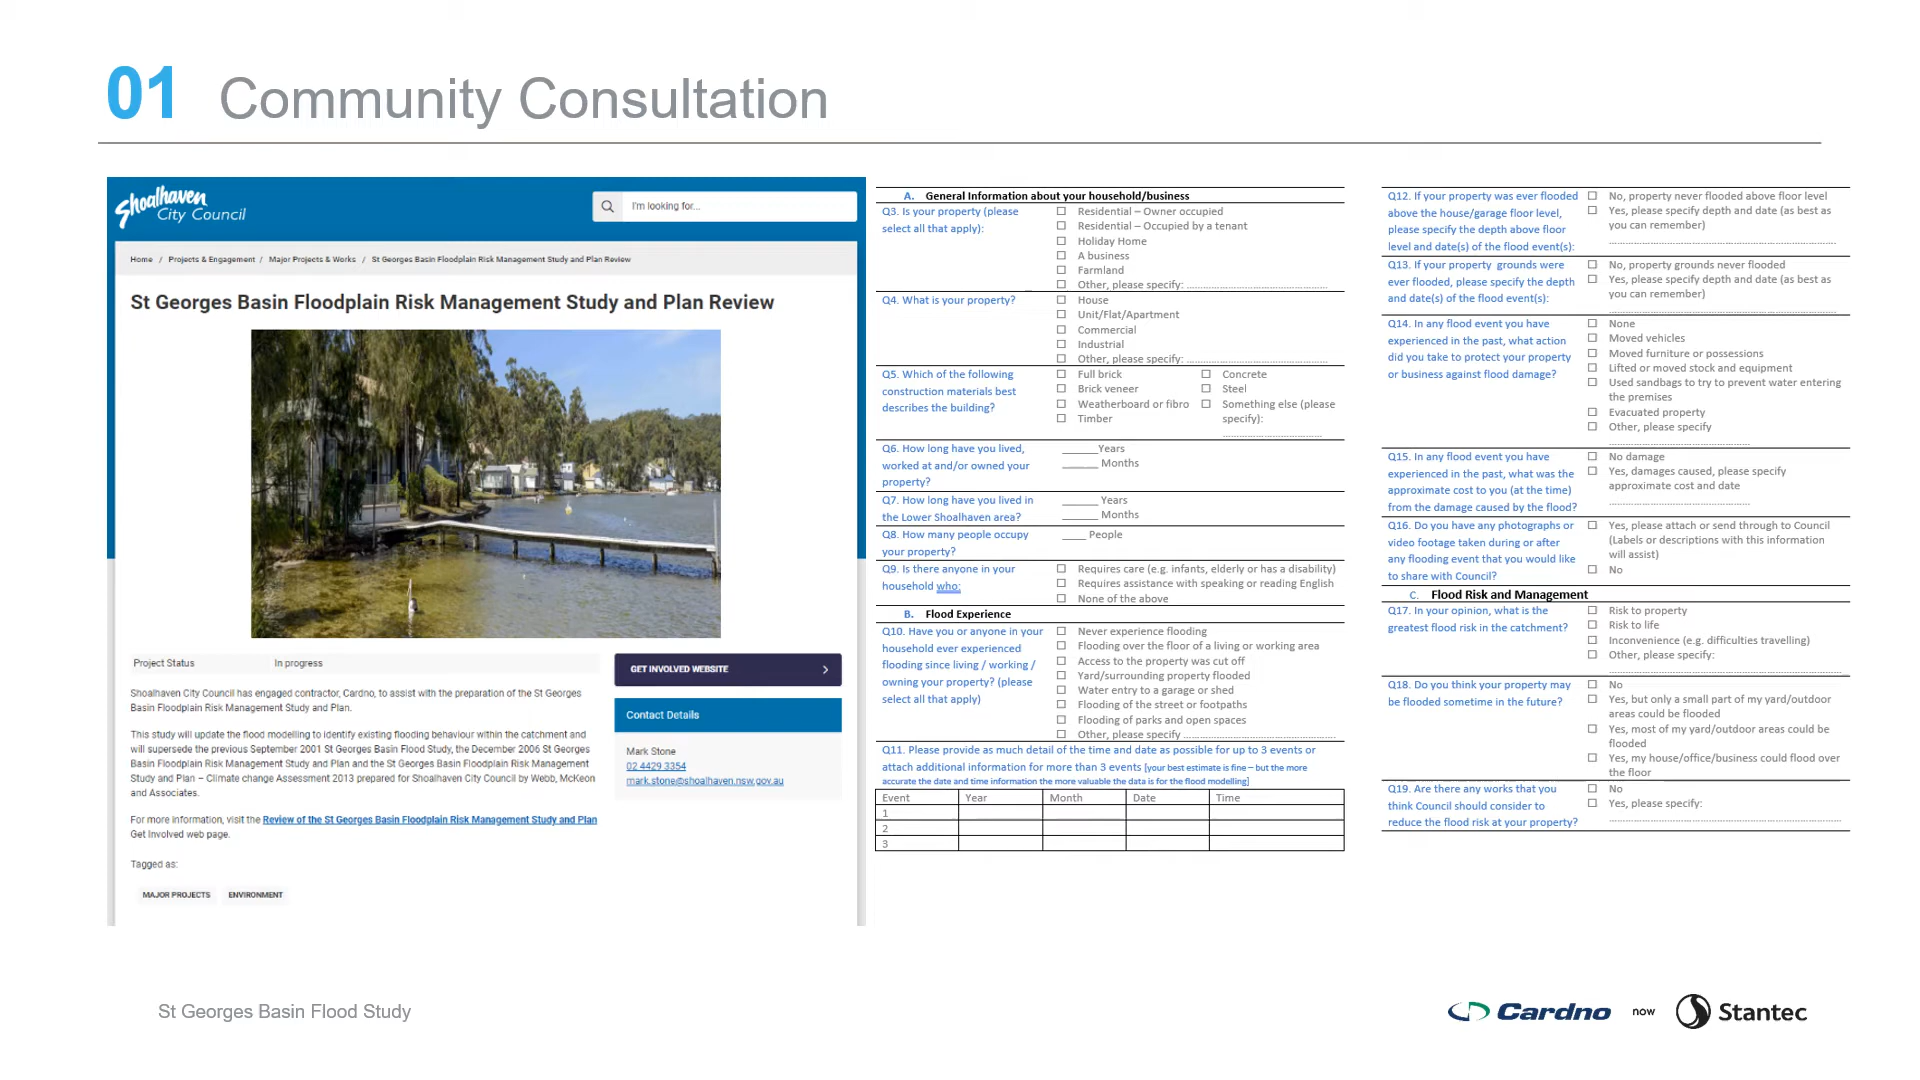 01 Community Consultation
Shoalhaven
City Council
I'm looking for...
Home / Projects & Engagement / Major Projects & Works / St Georges Basin Floodplain Risk Management Study and Plan Review
St Georges Basin Floodplain Risk Management Study and Plan Review
Project Status In progress
Shoalhaven City Council has engaged contractor, Cardno, to assist with the preparation of the St Georges
Basin Floodplain Risk Management Study and Plan.
This study will update the flood modelling to identify existing flooding behaviour within the catchment and
will supersede the previous September 2001 St Georges Basin Flood Study, the December 2006 St Georges
Basin Floodplain Risk Management Study and Plan and the St Georges Basin Floodplain Risk Management
Study and Plan – Climate change Assessment 2013 prepared for Shoalhaven City Council by Webb, McKeon
and Associates.
For more information, visit the Review of the St Georges Basin Floodplain Risk Management Study and Plan
Get Involved web page.
Tagged as:
MAJOR PROJECTS ENVIRONMENT
GET INVOLVED WEBSITE
Contact Details
Mark Stone
02 4429 3354
mark.stone@shoalhaven.nsw.gov.au
A. General Information about your household/business
Q3. Is your property (please
select all that apply):
☐ Residential – Owner occupied
☐ Residential – Occupied by a tenant
☐ Holiday Home
☐ A business
☐ Farmland
☐ Other, please specify: ................................................
Q4. What is your property?
☐ House
☐ Unit/Flat/Apartment
☐ Commercial
☐ Industrial
☐ Other, please specify: ................................................
Q5. Which of the following
construction materials best
describes the building?
☐ Full brick
☐ Brick veneer
☐ Weatherboard or fibro
☐ Timber
☐ Concrete
☐ Steel
☐ Something else (please
specify):
..................................
Q6. How long have you lived,
worked at and/or owned your
property?
______Years
______ Months
Q7. How long have you lived in
the Lower Shoalhaven area?
______ Years
______ Months
Q8. How many people occupy
your property?
____ People
Q9. Is there anyone in your
household who:
☐ Requires care (e.g. infants, elderly or has a disability)
☐ Requires assistance with speaking or reading English
☐ None of the above
B. Flood Experience
Q10. Have you or anyone in your
household ever experienced
flooding since living / working /
owning your property? (please
select all that apply)
☐ Never experience flooding
☐ Flooding over the floor of a living or working area
☐ Access to the property was cut off
☐ Yard/surrounding property flooded
☐ Water entry to a garage or shed
☐ Flooding of the street or footpaths
☐ Flooding of parks and open spaces
☐ Other, please specify ....................................................
Q11. Please provide as much detail of the time and date as possible for up to 3 events or
attach additional information for more than 3 events [your best estimate is fine – but the more
accurate the date and time information the more valuable the data is for the flood modelling]
Event Year Month Date Time
1
2
3
Q12. If your property was ever flooded
above the house/garage floor level,
please specify the depth above floor
level and date(s) of the flood event(s):
☐ No, property never flooded above floor level
☐ Yes, please specify depth and date (as best as
you can remember)
..............................................................................
Q13. If your property grounds were
ever flooded, please specify the depth
and date(s) of the flood event(s):
☐ No, property grounds never flooded
☐ Yes, please specify depth and date (as best as
you can remember)
..............................................................................
Q14. In any flood event you have
experienced in the past, what action
did you take to protect your property
or business against flood damage?
☐ None
☐ Moved vehicles
☐ Moved furniture or possessions
☐ Lifted or moved stock and equipment
☐ Used sandbags to try to prevent water entering
the premises
☐ Evacuated property
☐ Other, please specify
................................................
Q15. In any flood event you have
experienced in the past, what was the
approximate cost to you (at the time)
from the damage caused by the flood?
☐ No damage
☐ Yes, damages caused, please specify
approximate cost and date
................................................
Q16. Do you have any photographs or
video footage taken during or after
any flooding event that you would like
to share with Council?
☐ Yes, please attach or send through to Council
(Labels or descriptions with this information
will assist)
☐ No
C. Flood Risk and Management
Q17. In your opinion, what is the
greatest flood risk in the catchment?
☐ Risk to property
☐ Risk to life
☐ Inconvenience (e.g. difficulties travelling)
☐ Other, please specify:
................................................................................
Q18. Do you think your property may
be flooded sometime in the future?
☐ No
☐ Yes, but only a small part of my yard/outdoor
areas could be flooded
☐ Yes, most of my yard/outdoor areas could be
flooded
☐ Yes, my house/office/business could flood over
the floor
Q19. Are there any works that you
think Council should consider to
reduce the flood risk at your property?
☐ No
☐ Yes, please specify:
................................................................................
St Georges Basin Flood Study
Cardno now Stantec